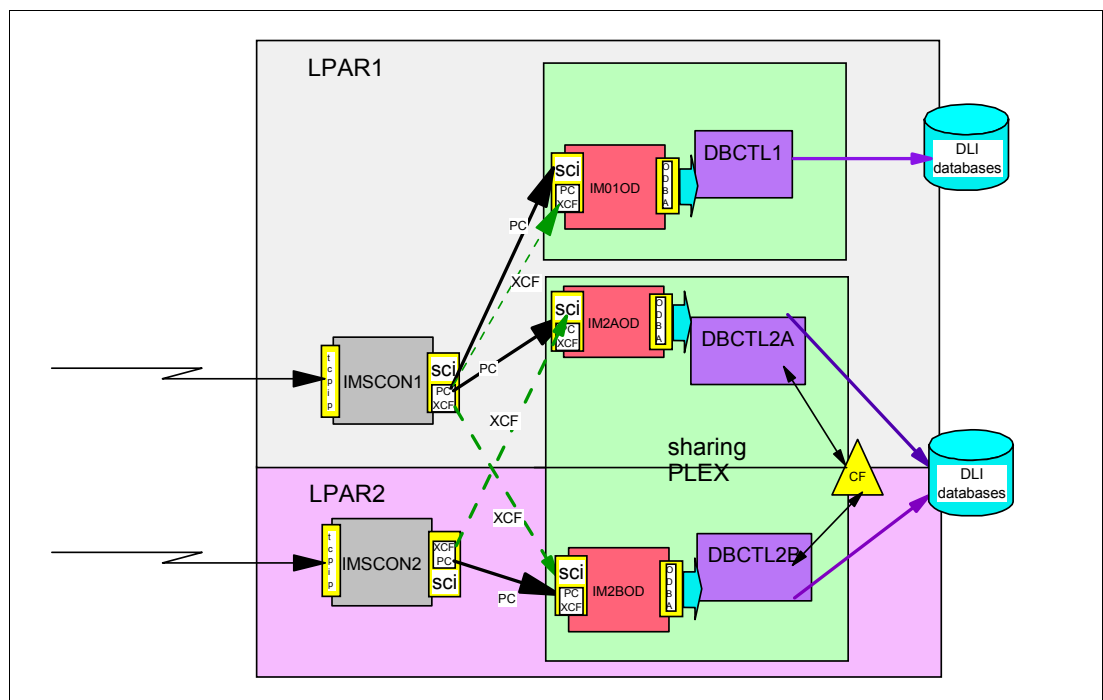 LPAR1
sci
PC
XCF
IM01OD
O
D
B
A
DBCTL1
DLI
databases
PC
XCF
sci
PC
XCF
IM2AOD
O
D
B
A
DBCTL2A
tcpip
IMSCON1
sci
PC
XCF
PC
XCF
sharing
PLEX
CF
DLI
databases
LPAR2
XCF
tcpip
IMSCON2
XCF
PC
sci
PC
sci
PC
XCF
IM2BOD
O
D
B
A
DBCTL2B